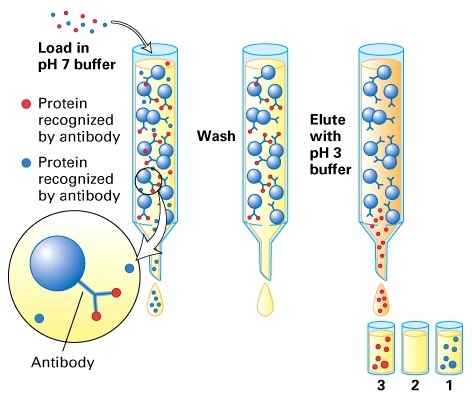 Load in
pH 7 buffer
Protein
recognized
by antibody
Protein
recognized
by antibody
Antibody
Wash
Elute
with
pH 3
buffer
3 2 1